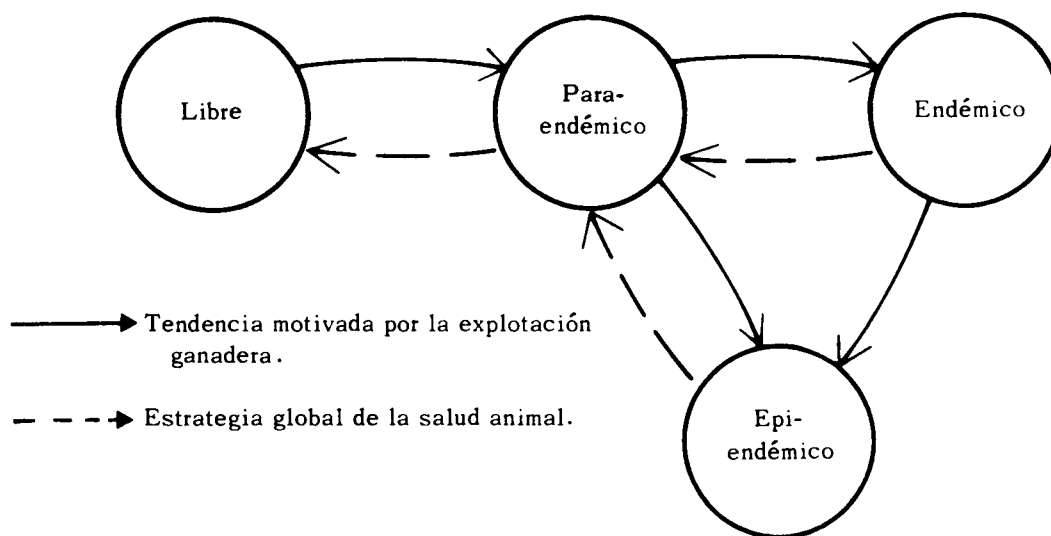 Libre
Para-
endémico
Endémico
Tendencia motivada por la explotación
ganadera.
Estrategia global de la salud animal.
Epi-
endémico